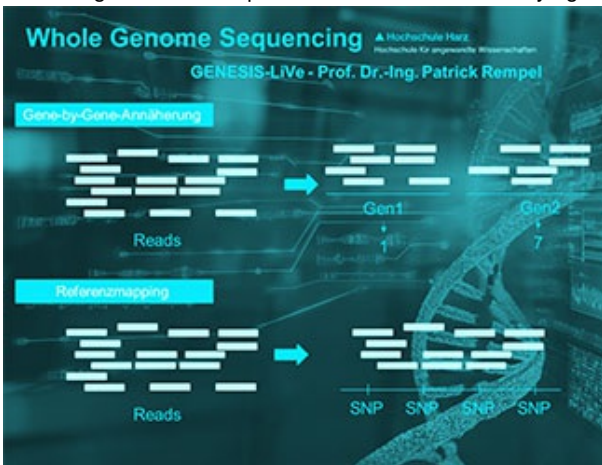 Whole Genome Sequencing
Hochschule Harz
Hochschule für angewandte Wissenschaften
GENESIS-LiVe - Prof. Dr.-Ing. Patrick Rempel
Gene-by-Gene-Annäherung
Reads
Gen1
Gen2
1
7
Referenzmapping
Reads
SNP SNP SNP SNP